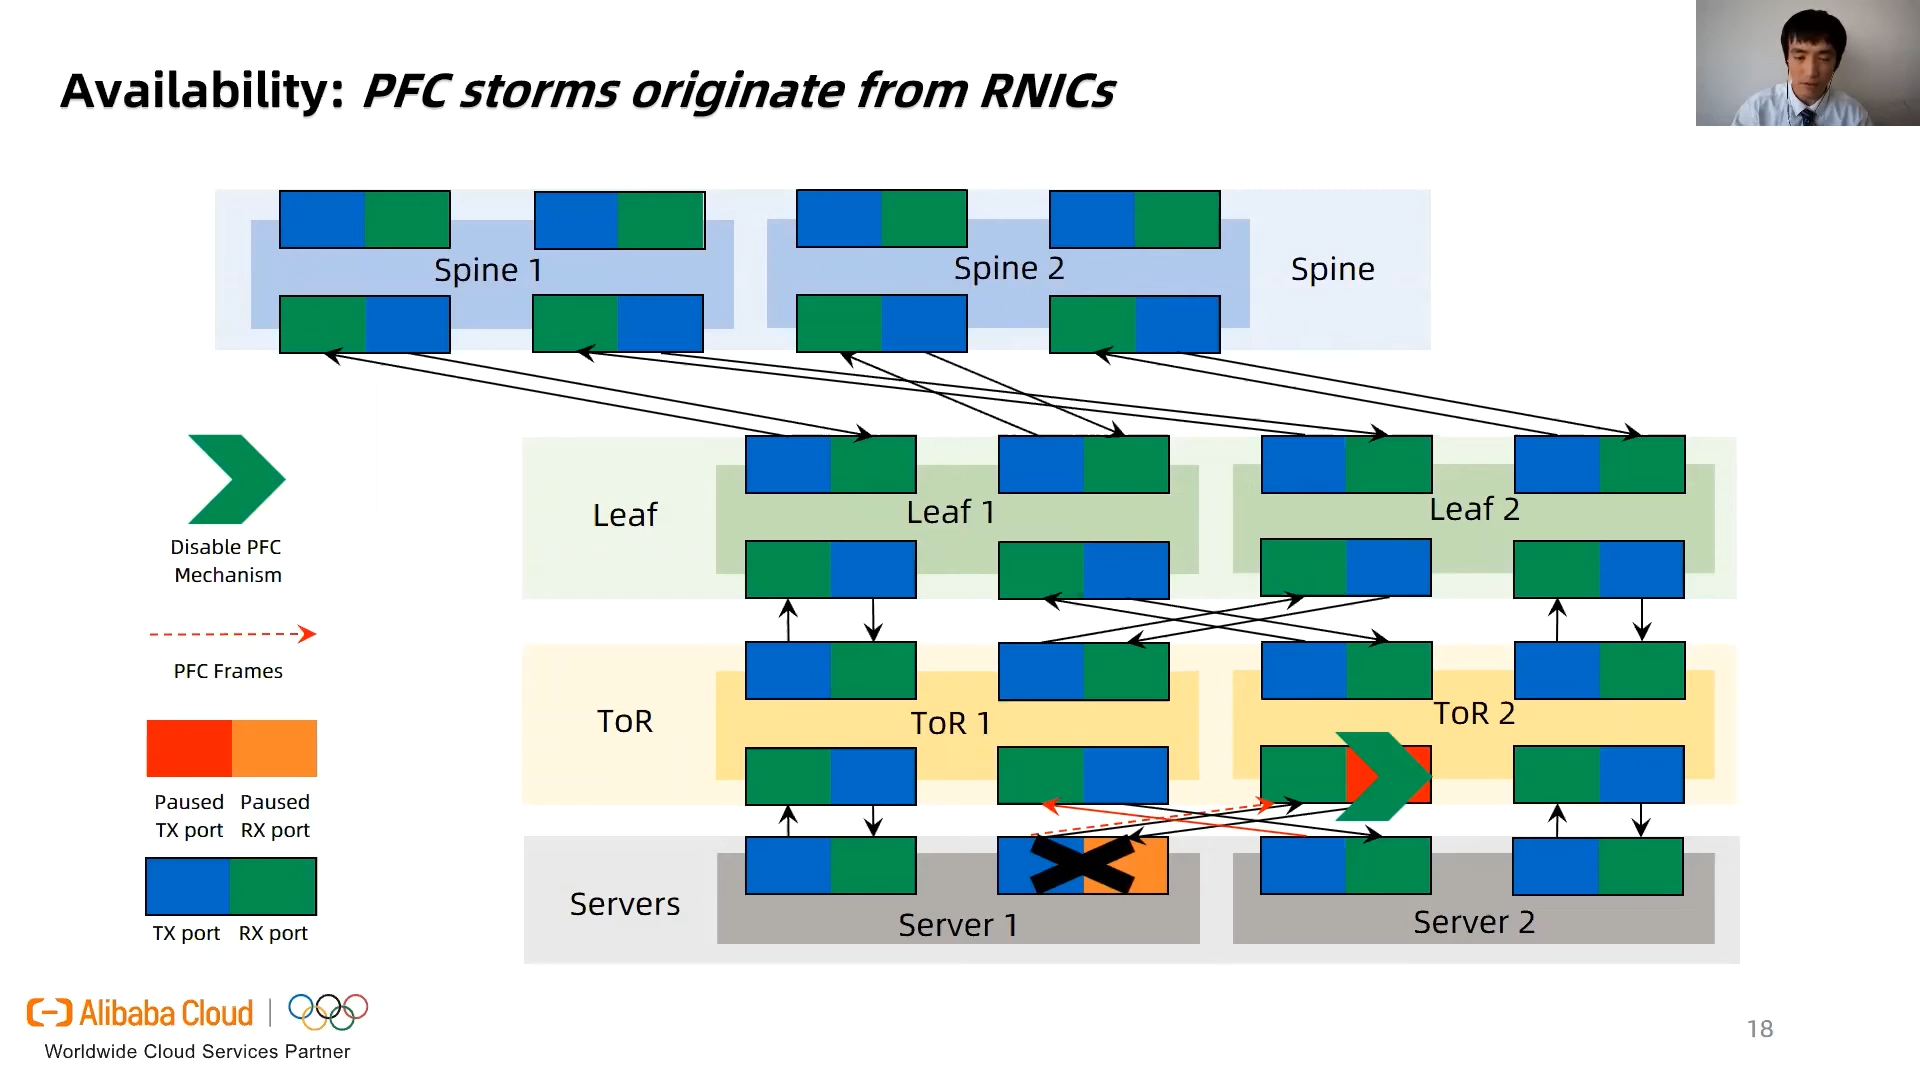 Availability: PFC storms originate from RNICs
Spine 1
Spine 2
Spine
Leaf
Leaf 1
Leaf 2
Disable PFC
Mechanism
PFC Frames
ToR
ToR 1
ToR 2
Paused Paused
TX port RX port
TX port RX port
Servers
Server 1
Server 2
Alibaba Cloud
Worldwide Cloud Services Partner
18